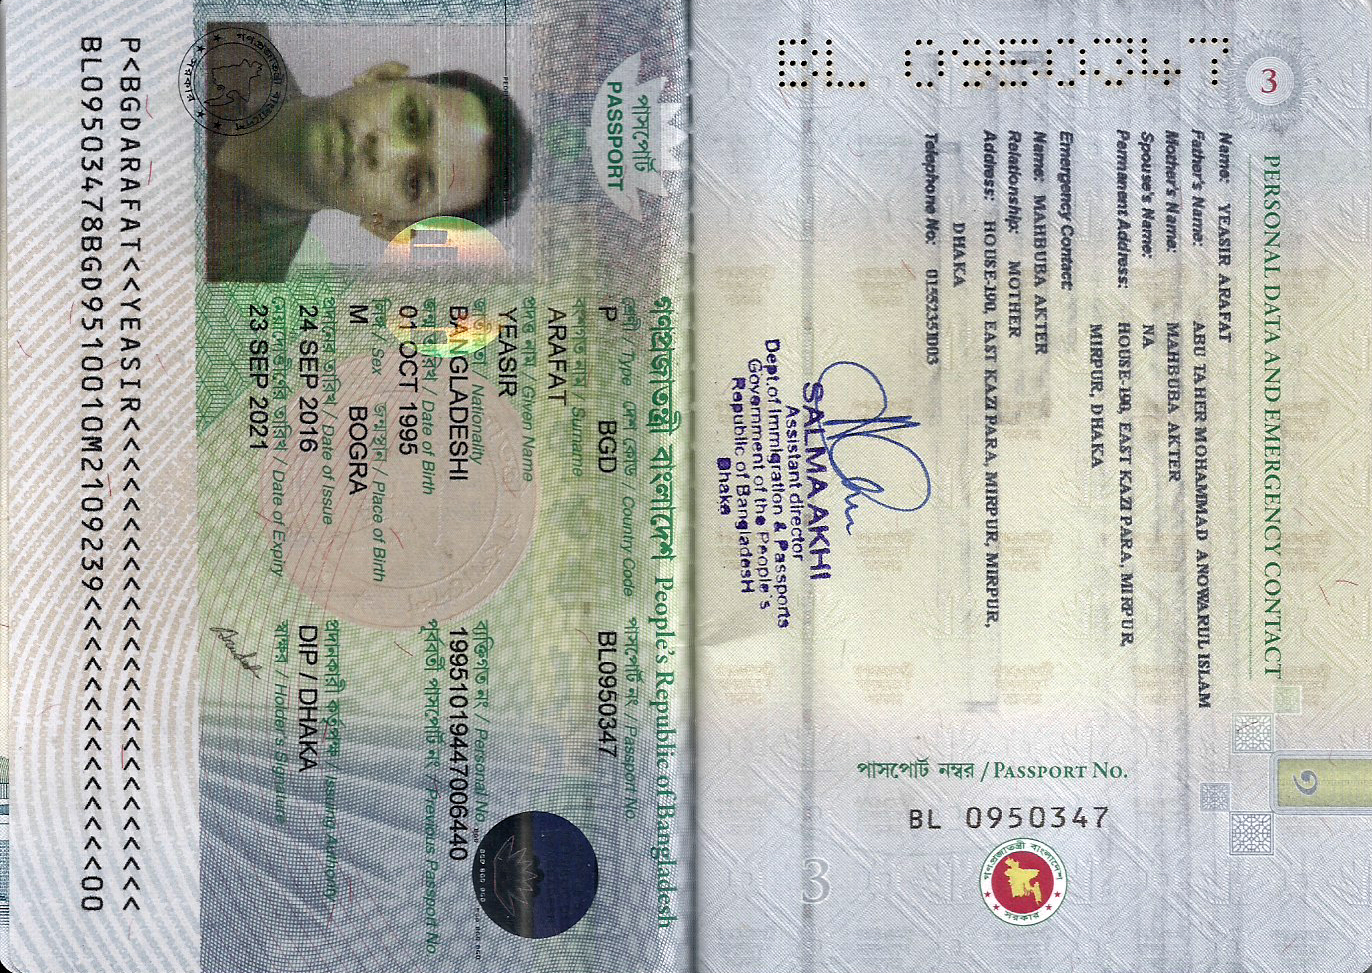 BL 0950347
3
PERSONAL DATA AND EMERGENCY CONTACT
Name: YEASIR ARAFAT
Father's Name: ABU TAHER MOHAMMAD ANOWARUL ISLAM
Mother's Name: MAHBUBA AKTER
Spouse's Name: NA
Permanent Address: HOUSE-190, EAST KAZI PARA, MIRPUR,
MIRPUR, DHAKA
Emergency Contact:
Name: MAHBUBA AKTER
Relationship: MOTHER
Address: HOUSE-190, EAST KAZI PARA, MIRPUR, MIRPUR,
DHAKA
Telephone No:
SALMA AKHI
Assistant director
Dept.of Immigration & Passports
Government of the People's
Republic of BangladesH
Dhaka
পাসপোর্ট নম্বর / PASSPORT No.
BL 0950347
গণপ্রজাতন্ত্রী বাংলাদেশ
সরকার
3
গণপ্রজাতন্ত্রী বাংলাদেশ People's Republic of Bangladesh
পাসপোর্ট
PASSPORT
শ্রেণী / Type দেশ কোড / Country Code পাসপোর্ট নং / Passport No.
P BGD BL0950347
বংশগত নাম / Surname
ARAFAT
প্রদত্ত নাম / Given Name
YEASIR
জাতীয়তা / Nationality ব্যক্তিগত নং / Personal No.
BANGLADESHI 19951019447006440
জন্ম তারিখ / Date of Birth পূর্ববর্তী পাসপোর্ট নং / Previous Passport No.
01 OCT 1995
লিঙ্গ / Sex জন্মস্থান / Place of Birth
M BOGRA
প্রদানের তারিখ / Date of Issue প্রদানকারী কর্তৃপক্ষ / Issuing Authority
24 SEP 2016 DIP / DHAKA
মেয়াদোত্তীর্ণের তারিখ / Date of Expiry স্বাক্ষর / Holder's Signature
23 SEP 2021
P<BGDARAFAT<<YEASIR<<<<<<<<<<<<<<<<<<<<<<<<<
BL09503478BGD9510010M2109239<<<<<<<<<<<<<<00